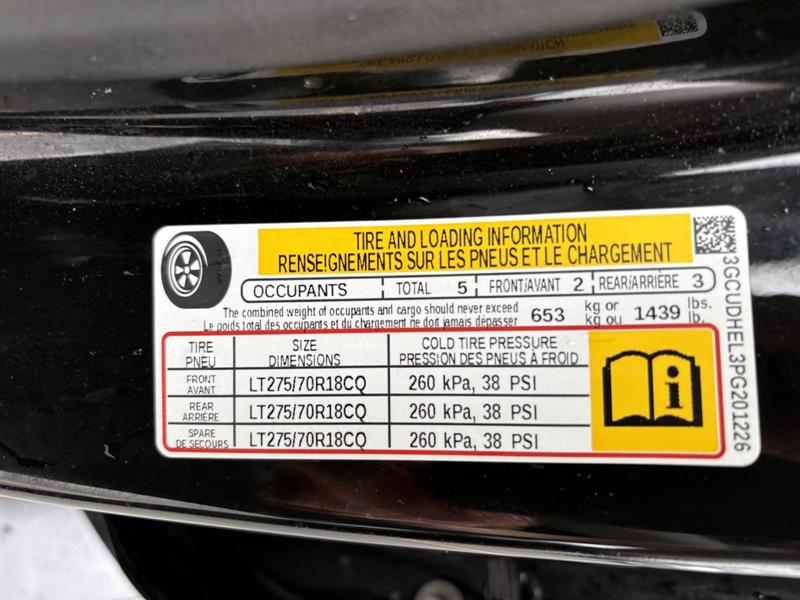 TIRE AND LOADING INFORMATION
RENSEIGNEMENTS SUR LES PNEUS ET LE CHARGEMENT
OCCUPANTS TOTAL 5 FRONT/AVANT 2 REAR/ARRIÈRE 3
The combined weight of occupants and cargo should never exceed 653 kg or 1439 lbs.
Le poids total des occupants et du chargement ne doit jamais dépasser kg ou lb.
TIRE SIZE COLD TIRE PRESSURE
PNEU DIMENSIONS PRESSION DES PNEUS À FROID
FRONT
AVANT LT275/70R18CQ 260 kPa, 38 PSI
REAR
ARRIÈRE LT275/70R18CQ 260 kPa, 38 PSI
SPARE
DE SECOURS LT275/70R18CQ 260 kPa, 38 PSI
3GCUDHEL3PG201226